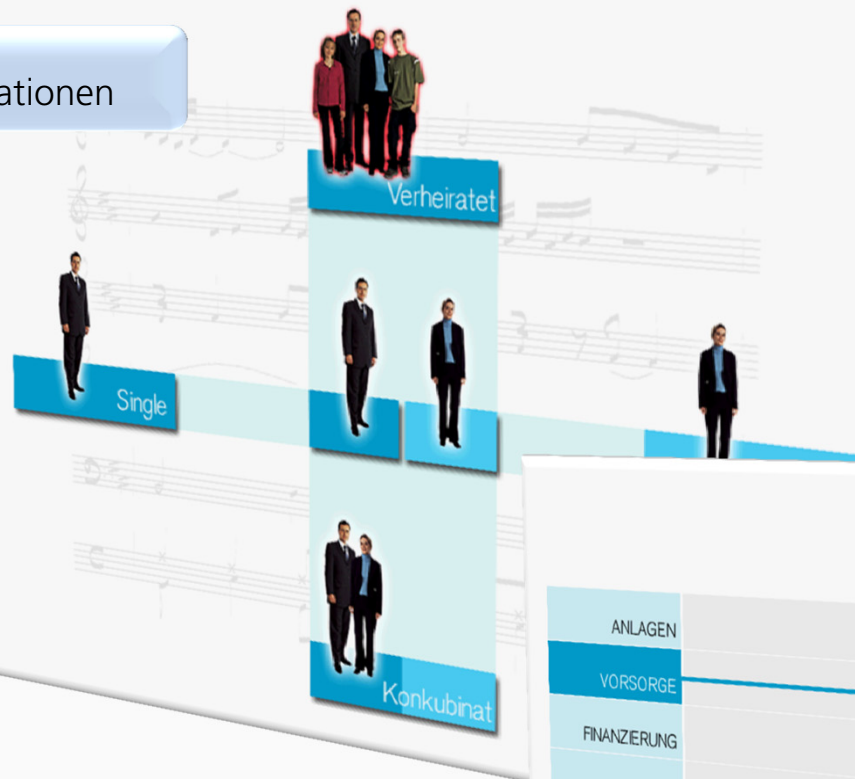 ationen
Verheiratet
Single
Konkubinat
ANLAGEN
VORSORGE
FINANZIERUNG